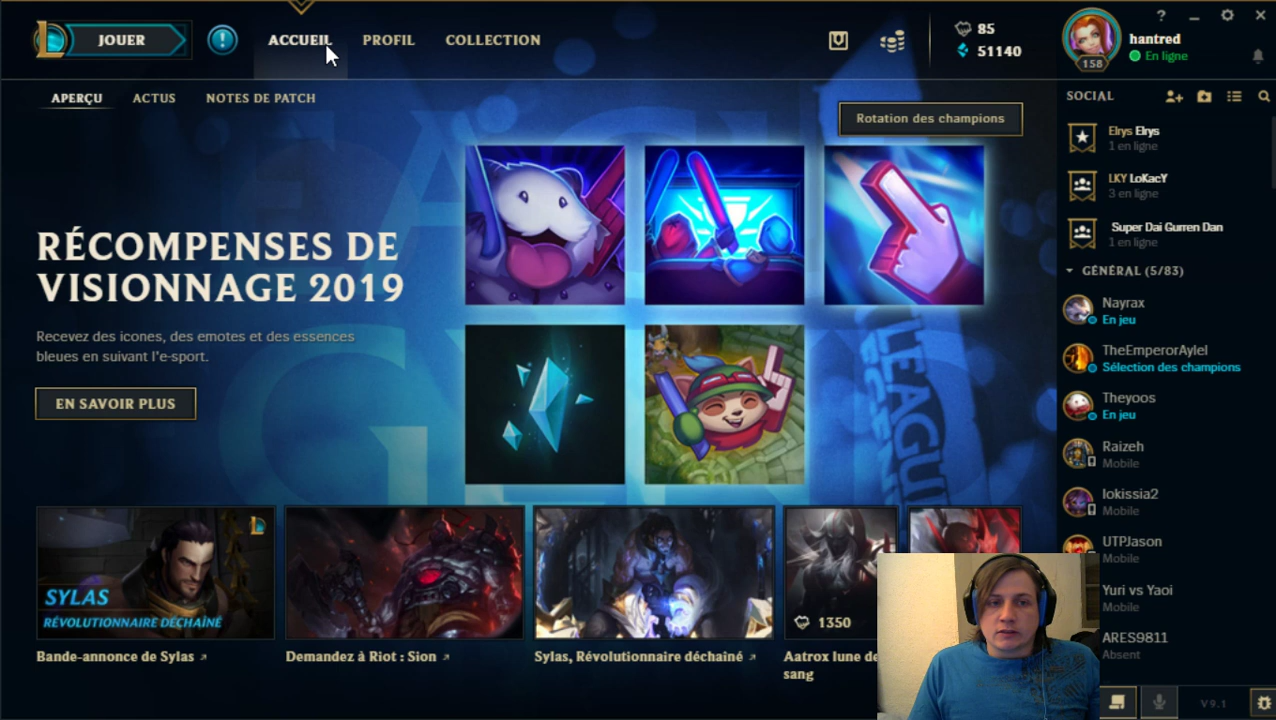 JOUER
ACCUEIL
PROFIL
COLLECTION
85
51140
158
hantred
En ligne
APERÇU
ACTUS
NOTES DE PATCH
Rotation des champions
RÉCOMPENSES DE
VISIONNAGE 2019
Recevez des icones, des emotes et des essences
bleues en suivant l'e-sport.
EN SAVOIR PLUS
SYLAS
RÉVOLUTIONNAIRE DÉCHAÎNÉ
Bande-annonce de Sylas
Demandez à Riot : Sion
Sylas, Révolutionnaire déchaîné
1350
Aatrox lune de
sang
SOCIAL
Elrys Elrys
1 en ligne
LKY LoKacY
3 en ligne
Super Dai Gurren Dan
1 en ligne
GÉNÉRAL (5/83)
Nayrax
En jeu
TheEmperorAylel
Sélection des champions
Theyoos
En jeu
Raizeh
Mobile
lokissia2
Mobile
UTPJason
Mobile
Yuri vs Yaoi
Mobile
ARES9811
Absent
V9.1
LEAGUE